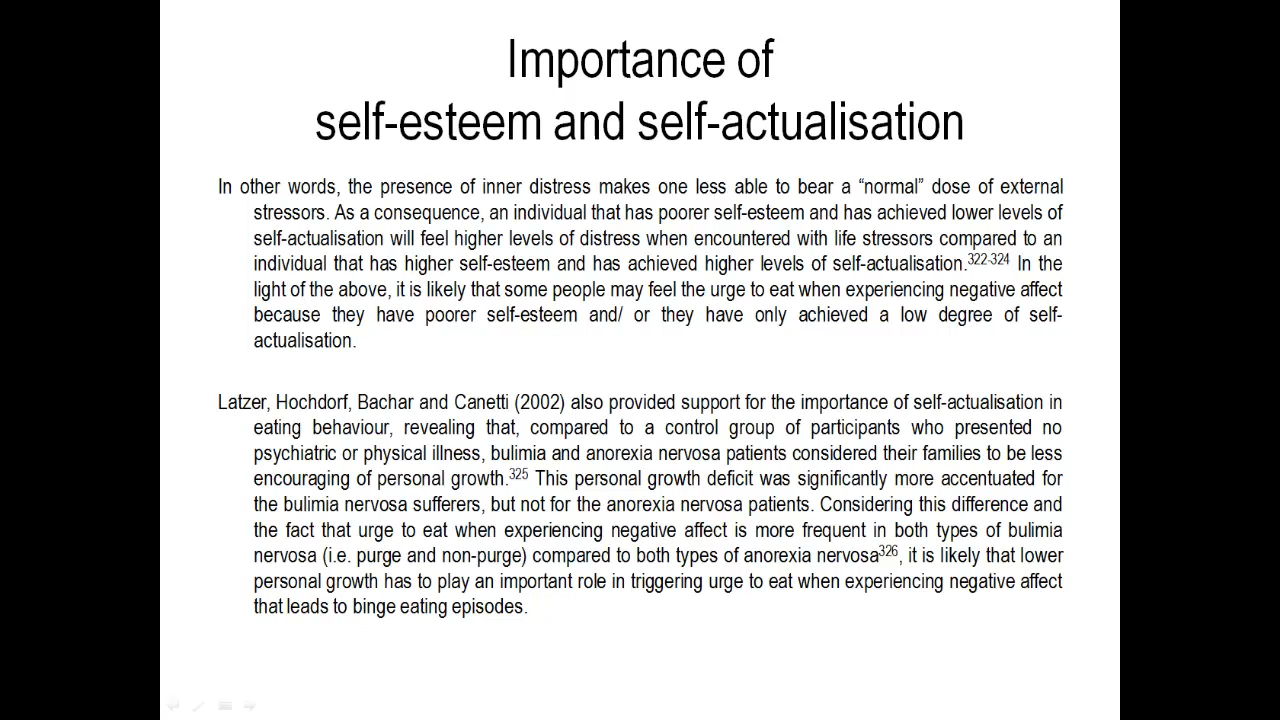 Importance of
self-esteem and self-actualisation
In other words, the presence of inner distress makes one less able to bear a “normal” dose of external
stressors. As a consequence, an individual that has poorer self-esteem and has achieved lower levels of
self-actualisation will feel higher levels of distress when encountered with life stressors compared to an
individual that has higher self-esteem and has achieved higher levels of self-actualisation.322-324 In the
light of the above, it is likely that some people may feel the urge to eat when experiencing negative affect
because they have poorer self-esteem and/ or they have only achieved a low degree of self-
actualisation.
Latzer, Hochdorf, Bachar and Canetti (2002) also provided support for the importance of self-actualisation in
eating behaviour, revealing that, compared to a control group of participants who presented no
psychiatric or physical illness, bulimia and anorexia nervosa patients considered their families to be less
encouraging of personal growth.325 This personal growth deficit was significantly more accentuated for
the bulimia nervosa sufferers, but not for the anorexia nervosa patients. Considering this difference and
the fact that urge to eat when experiencing negative affect is more frequent in both types of bulimia
nervosa (i.e. purge and non-purge) compared to both types of anorexia nervosa326, it is likely that lower
personal growth has to play an important role in triggering urge to eat when experiencing negative affect
that leads to binge eating episodes.